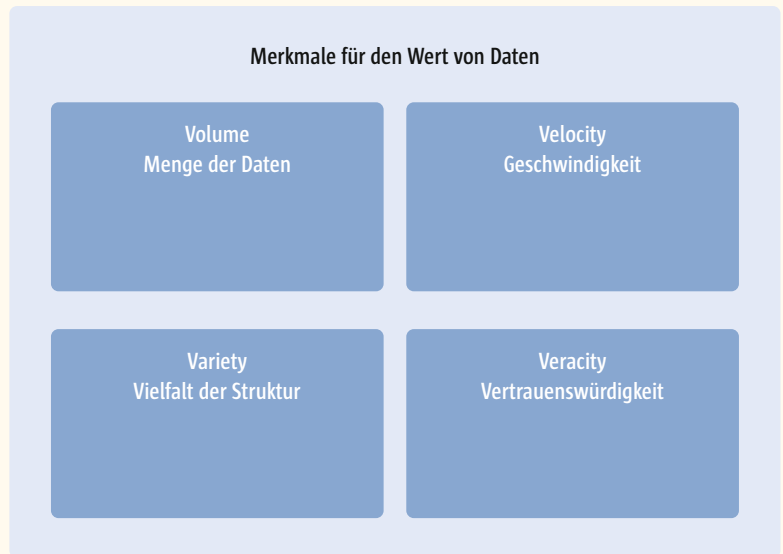 Merkmale für den Wert von Daten
Volume
Menge der Daten
Velocity
Geschwindigkeit
Variety
Vielfalt der Struktur
Veracity
Vertrauenswürdigkeit